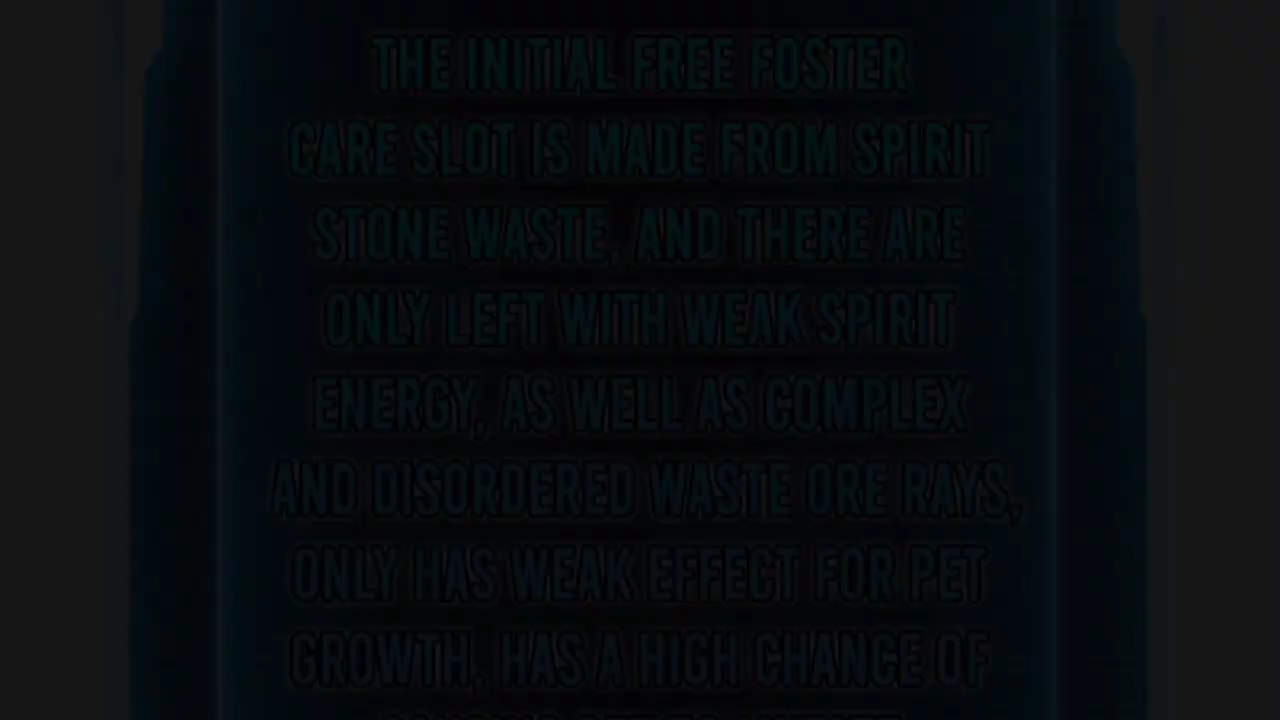 THE INITIAL FREE FOSTER
CARE SLOT IS MADE FROM SPIRIT
STONE WASTE, AND THERE ARE
ONLY LEFT WITH WEAK SPIRIT
ENERGY, AS WELL AS COMPLEX
AND DISORDERED WASTE ORE RAYS,
ONLY HAS WEAK EFFECT FOR PET
GROWTH, HAS A HIGH CHANCE OF